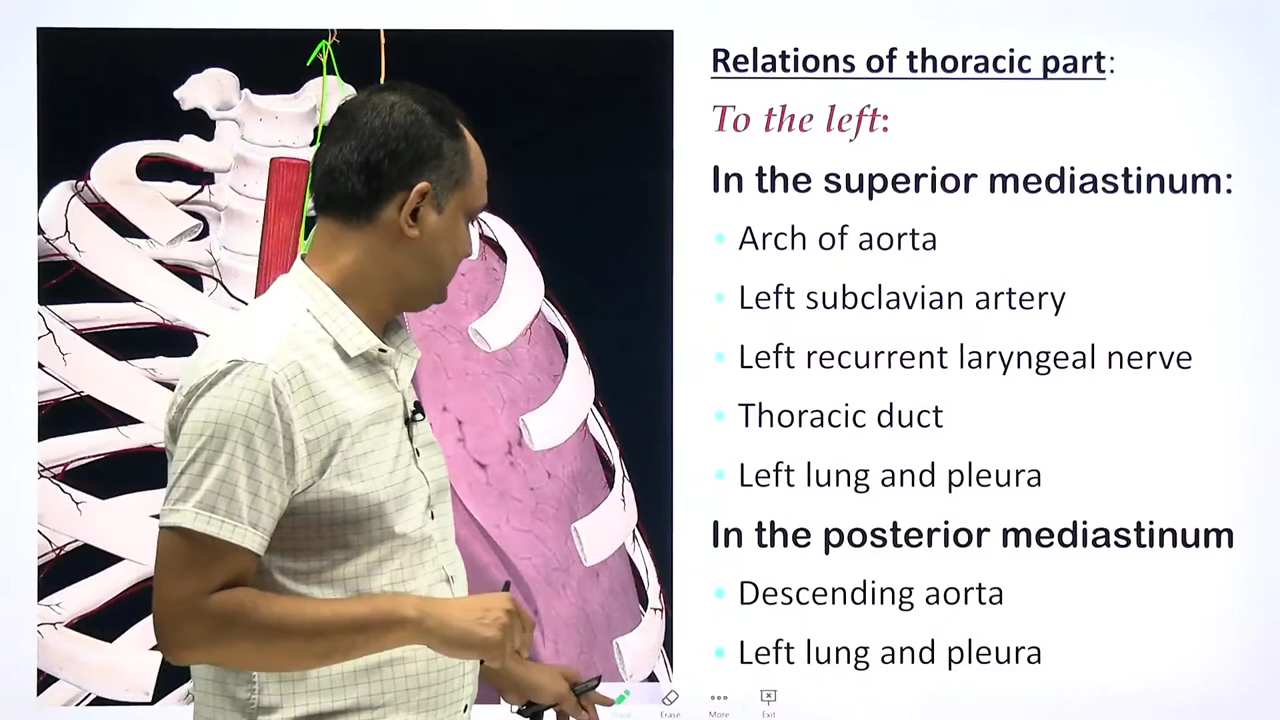 Relations of thoracic part:
To the left:
In the superior mediastinum:
• Arch of aorta
• Left subclavian artery
• Left recurrent laryngeal nerve
• Thoracic duct
• Left lung and pleura
In the posterior mediastinum
• Descending aorta
• Left lung and pleura
Erase More Exit